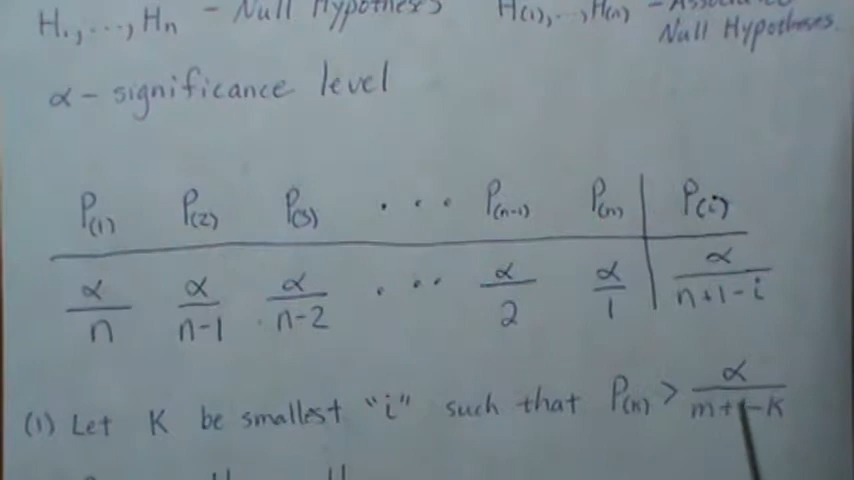 H₁,...,Hn - Null Hypotheses H(1),...,H(n) -
Null Hypotheses.
α - significance level
P(1) P(2) P(3) . . . P(n-1) P(n) P(i)
α/n α/n-1 α/n-2 . . . α/2 α/1 α/n+1-i
(1) Let K be smallest "i" such that P(K) > α/m+1-K